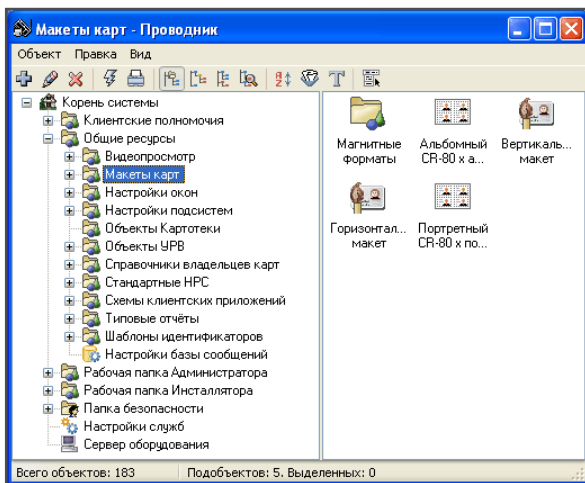 Макеты карт - Проводник
Объект Правка Вид
Корень системы
Клиентские полномочия
Общие ресурсы
Видеопросмотр
Макеты карт
Настройки окон
Настройки подсистем
Объекты Картотеки
Объекты УРВ
Справочники владельцев карт
Стандартные НРС
Схемы клиентских приложений
Типовые отчёты
Шаблоны идентификаторов
Настройки базы сообщений
Рабочая папка Администратора
Рабочая папка Инсталлятора
Папка безопасности
Настройки служб
Сервер оборудования
Магнитные форматы
Альбомный CR-80 x а...
Вертикаль... макет
Горизонтал... макет
Портретный CR-80 x по...
Всего объектов: 183
Подобъектов: 5. Выделенных: 0